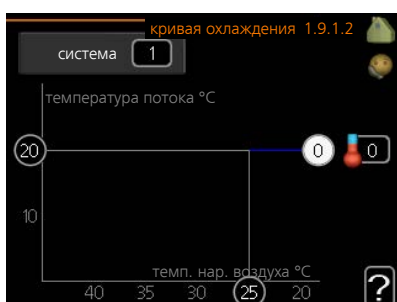 кривая охлаждения 1.9.1.2
система 1
температура потока °C
20 0 0
10
темп. нар. воздуха °C
40 35 30 25 20
?